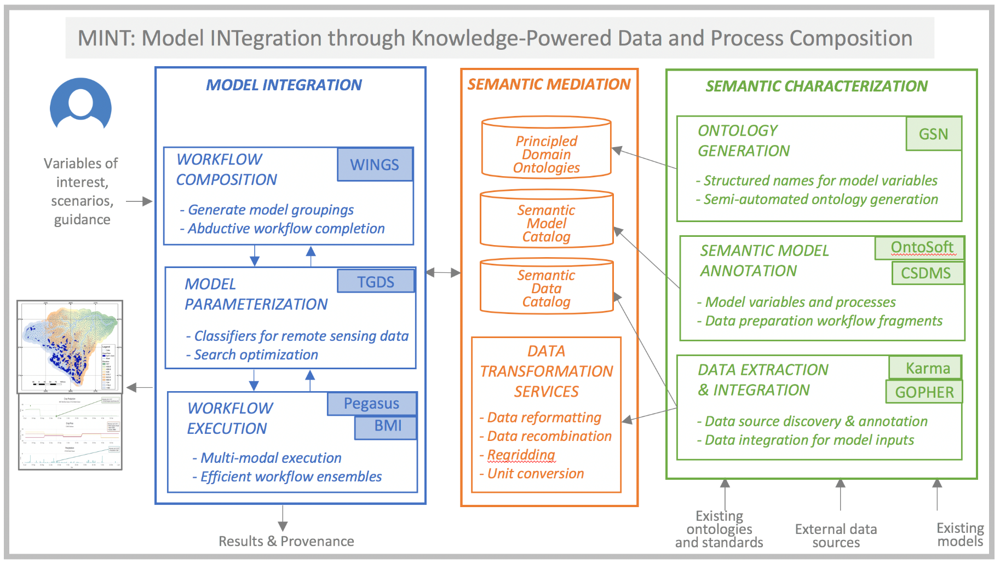 MINT: Model INTegration through Knowledge-Powered Data and Process Composition
Variables of
interest,
scenarios,
guidance
MODEL INTEGRATION
WORKFLOW
COMPOSITION
WINGS
- Generate model groupings
- Abductive workflow completion
MODEL
PARAMETERIZATION
TGDS
- Classifiers for remote sensing data
- Search optimization
WORKFLOW
EXECUTION
Pegasus
BMI
- Multi-modal execution
- Efficient workflow ensembles
Results & Provenance
SEMANTIC MEDIATION
Principled
Domain
Ontologies
Semantic
Model
Catalog
Semantic
Data
Catalog
DATA
TRANSFORMATION
SERVICES
- Data reformatting
- Data recombination
- Regridding
- Unit conversion
SEMANTIC CHARACTERIZATION
ONTOLOGY
GENERATION
GSN
- Structured names for model variables
- Semi-automated ontology generation
SEMANTIC MODEL
ANNOTATION
OntoSoft
CSDMS
- Model variables and processes
- Data preparation workflow fragments
DATA EXTRACTION
& INTEGRATION
Karma
GOPHER
- Data source discovery & annotation
- Data integration for model inputs
Existing
ontologies
and standards
External data
sources
Existing
models
Legend
Crop Production
Crop Price
Precipitation